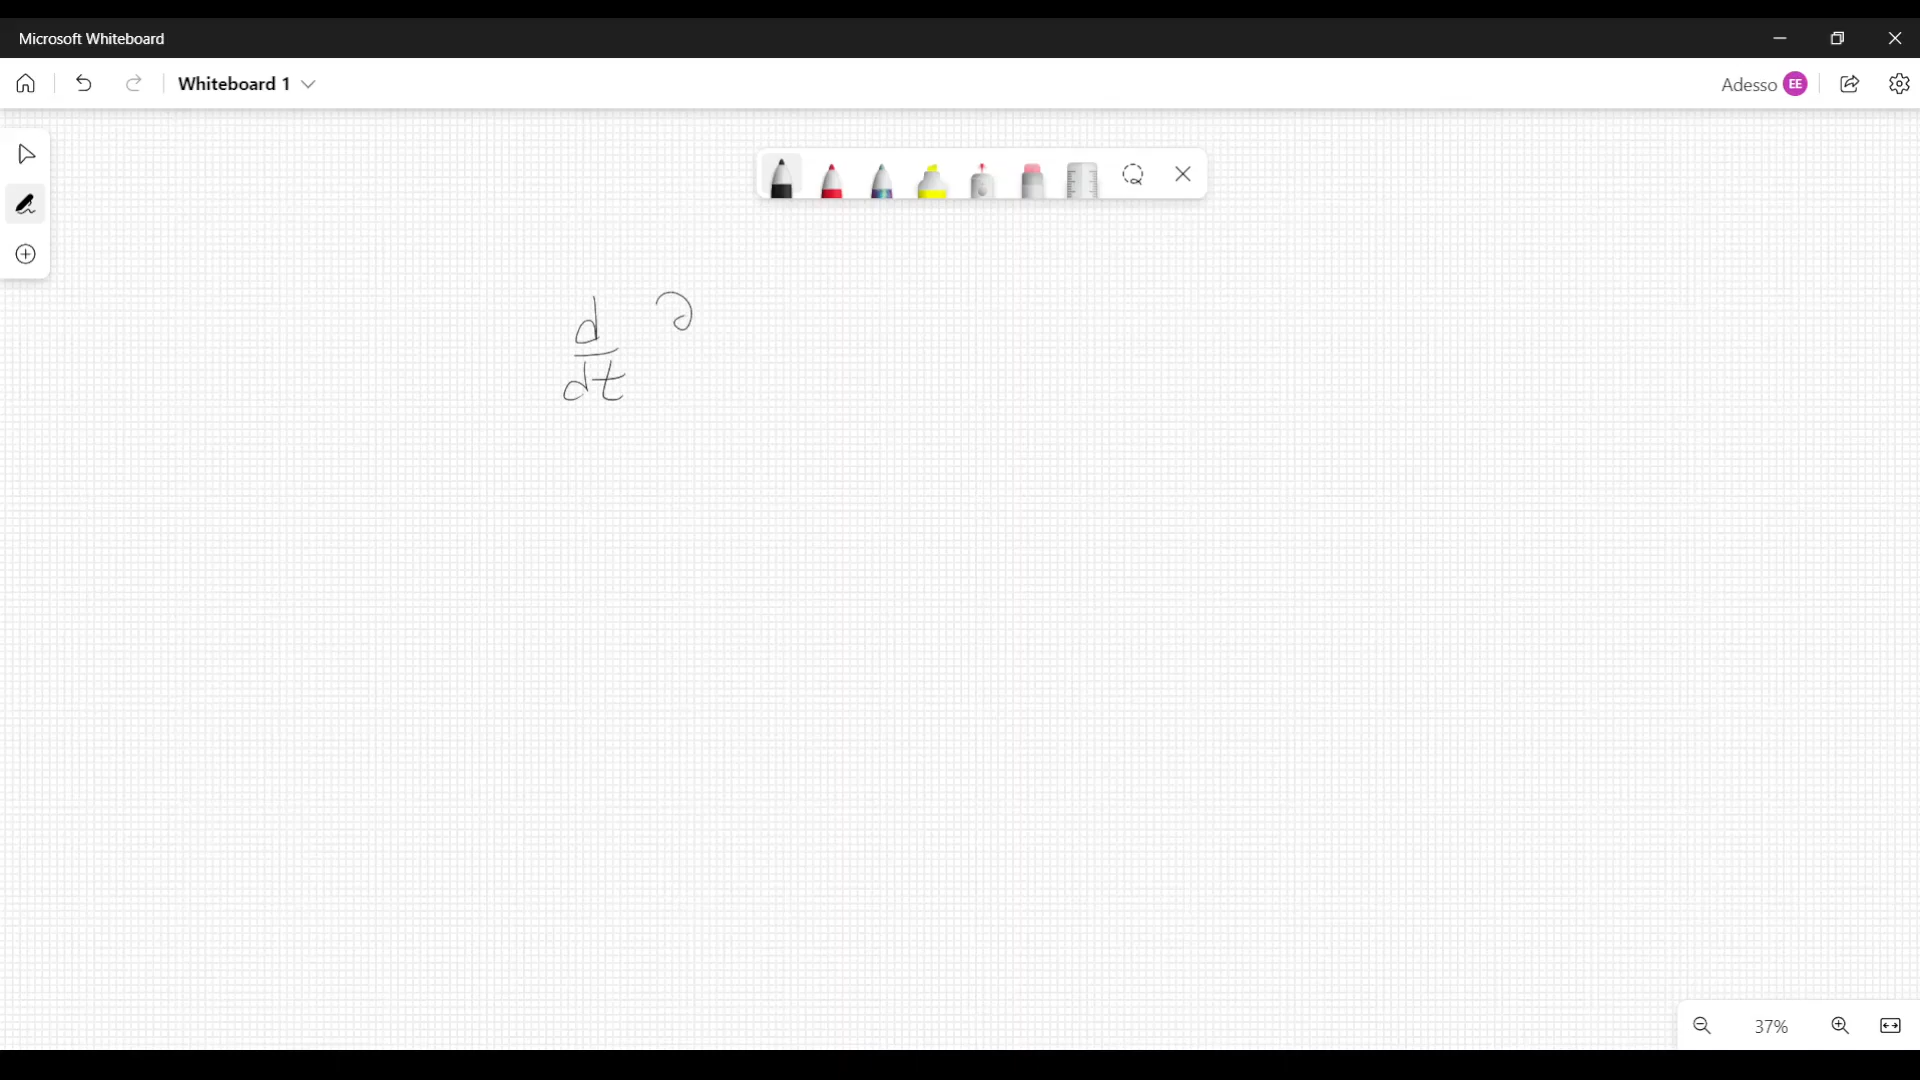 Microsoft Whiteboard
Whiteboard 1
Adesso EE
d ∂
dt
37%